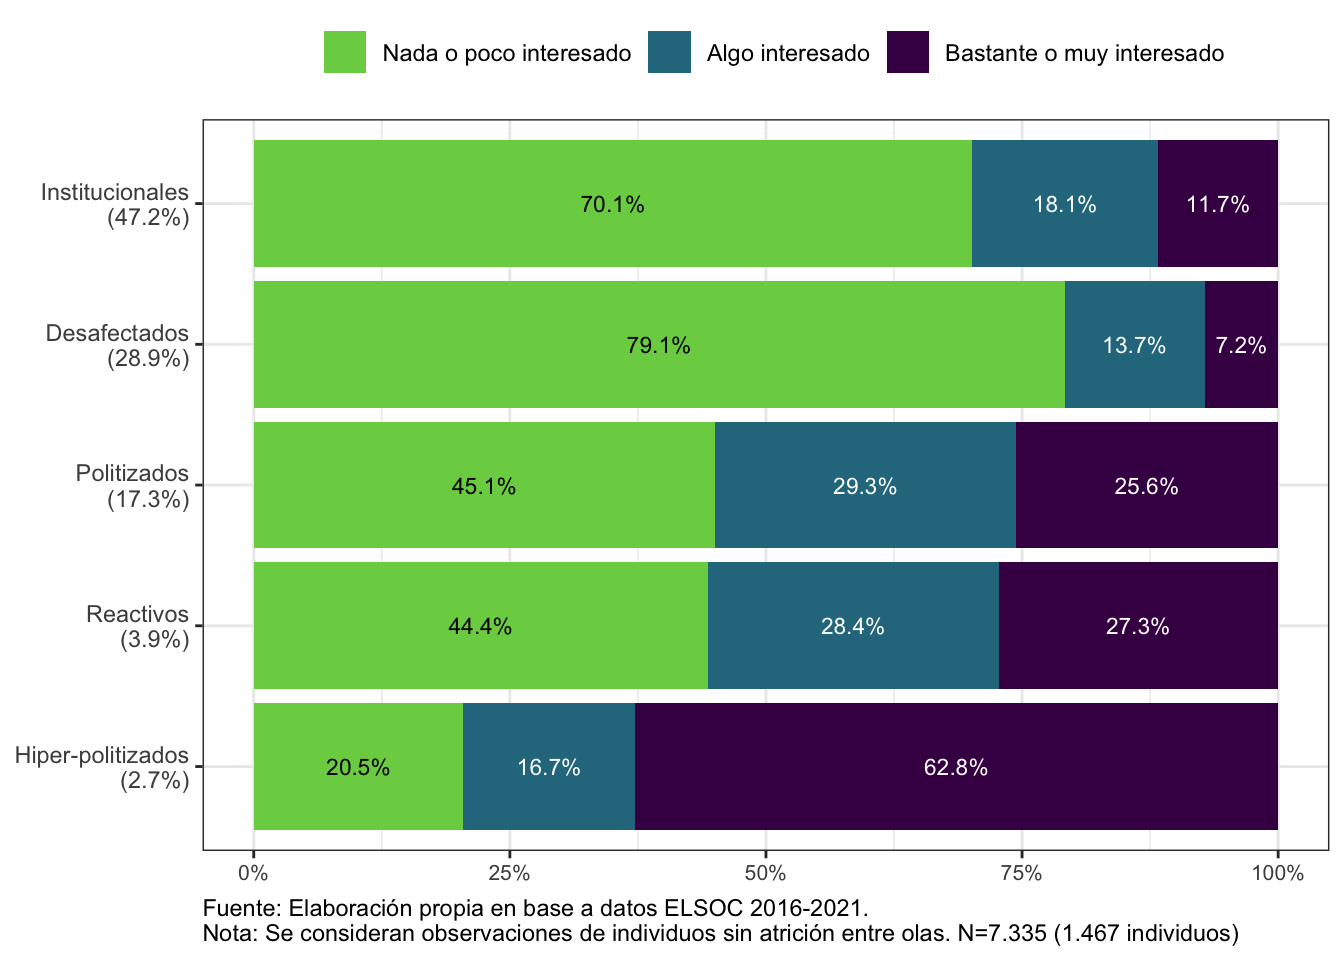 Nada o poco interesado Algo interesado Bastante o muy interesado
Institucionales
(47.2%)
70.1% 18.1% 11.7%
Desafectados
(28.9%)
79.1% 13.7% 7.2%
Politizados
(17.3%)
45.1% 29.3% 25.6%
Reactivos
(3.9%)
44.4% 28.4% 27.3%
Hiper-politizados
(2.7%)
20.5% 16.7% 62.8%
0% 25% 50% 75% 100%
Fuente: Elaboración propia en base a datos ELSOC 2016-2021.
Nota: Se consideran observaciones de individuos sin atrición entre olas. N=7.335 (1.467 individuos)